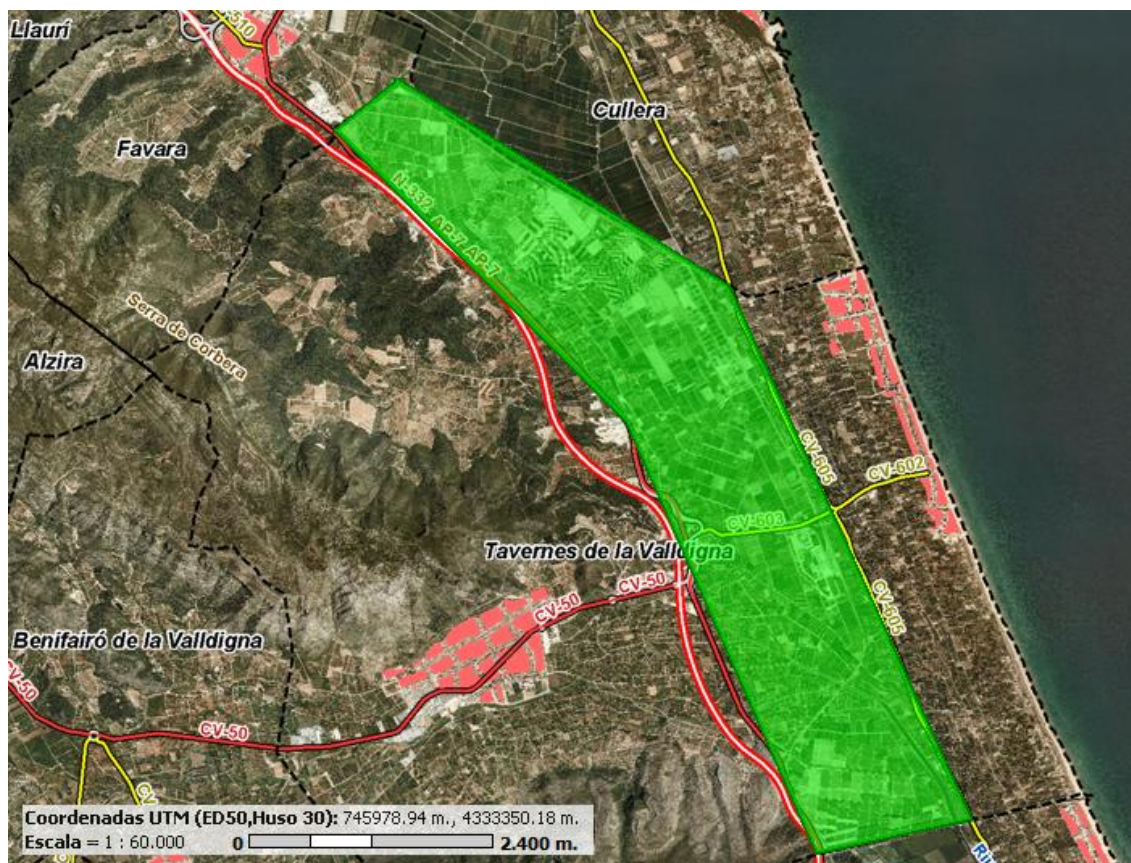 Llaurí
510
Cullera
Favara
N-332 AP-7 AP-7
Serra de Corbera
Alzira
CV-605
CV-602
CV-603
Tavernes de la Valldigna
CV-50
CV-50
CV-605
Benifairó de la Valldigna
CV-50
CV-50
CV
Coordenadas UTM (ED50,Huso 30): 745978.94 m., 4333350.18 m.
Escala = 1 : 60.000 0 2.400 m.